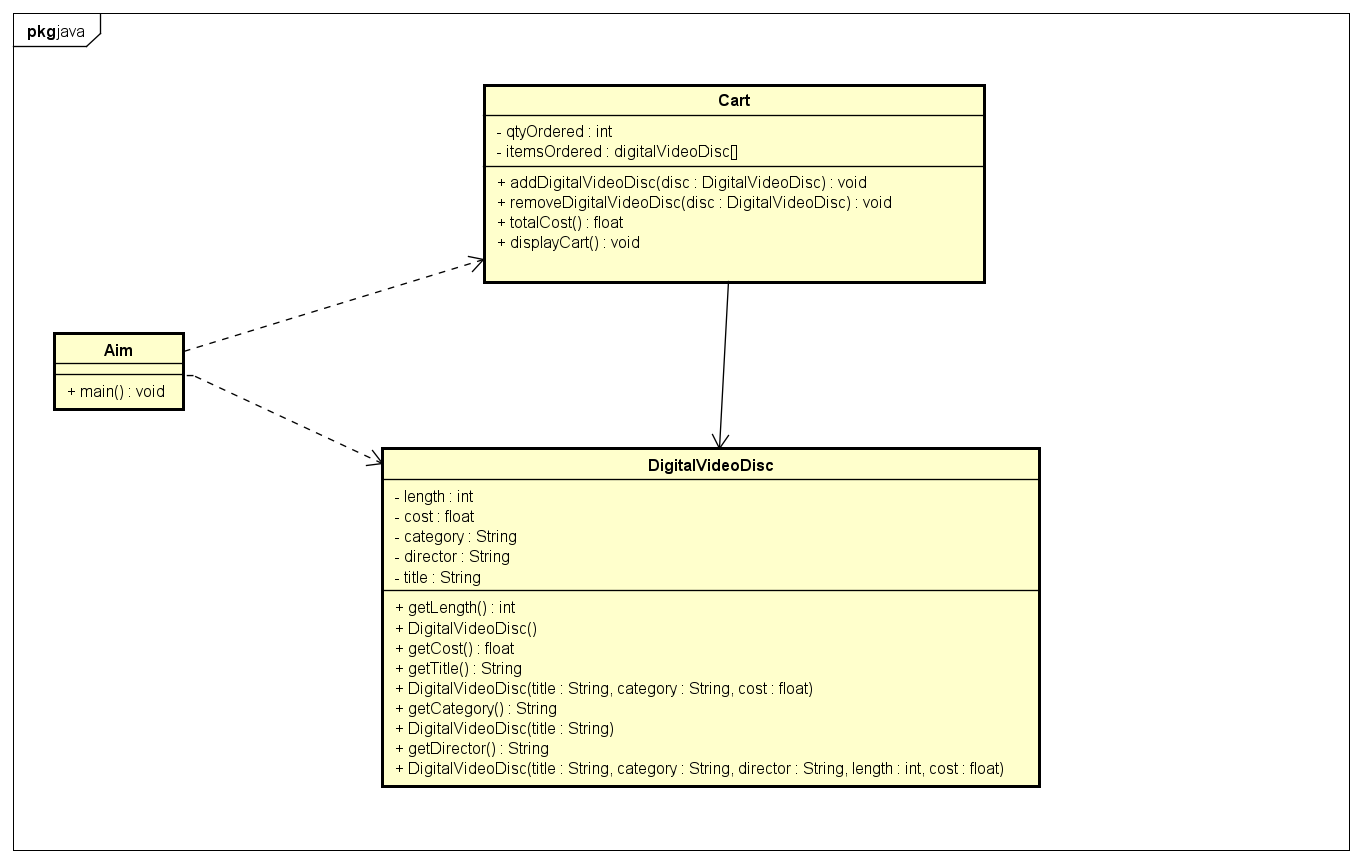 pkg java
Cart
- qtyOrdered : int
- itemsOrdered : digitalVideoDisc[]
+ addDigitalVideoDisc(disc : DigitalVideoDisc) : void
+ removeDigitalVideoDisc(disc : DigitalVideoDisc) : void
+ totalCost() : float
+ displayCart() : void
Aim
+ main() : void
DigitalVideoDisc
- length : int
- cost : float
- category : String
- director : String
- title : String
+ getLength() : int
+ DigitalVideoDisc()
+ getCost() : float
+ getTitle() : String
+ DigitalVideoDisc(title : String, category : String, cost : float)
+ getCategory() : String
+ DigitalVideoDisc(title : String)
+ getDirector() : String
+ DigitalVideoDisc(title : String, category : String, director : String, length : int, cost : float)